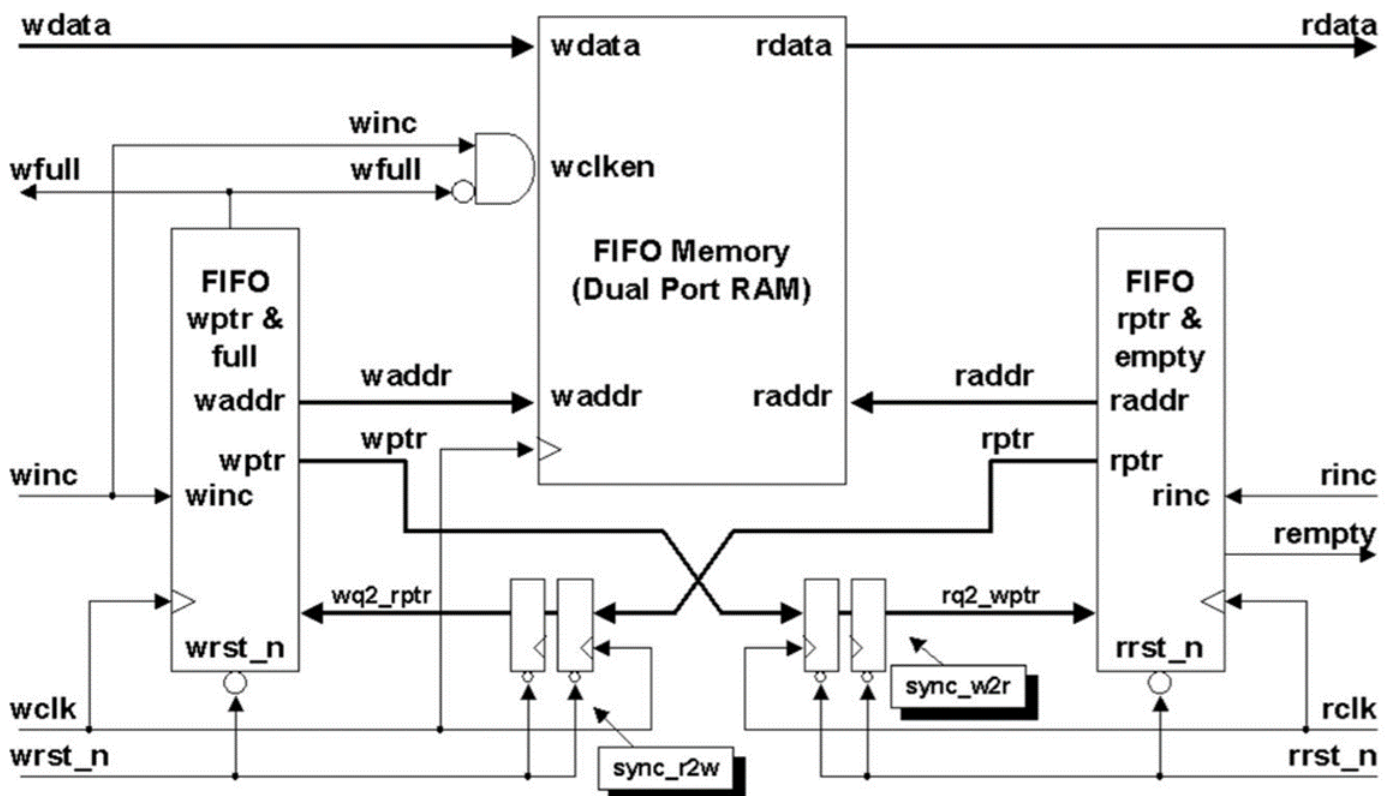 wdata
rdata
wdata
rdata
winc
wclken
wfull
wfull
FIFO Memory
(Dual Port RAM)
FIFO
wptr &
full
FIFO
rptr &
empty
waddr
raddr
waddr
waddr
raddr
raddr
wptr
rptr
wptr
rptr
winc
winc
rinc
rinc
rempty
wq2_rptr
rq2_wptr
wrst_n
rrst_n
sync_w2r
wclk
rclk
wrst_n
rrst_n
sync_r2w